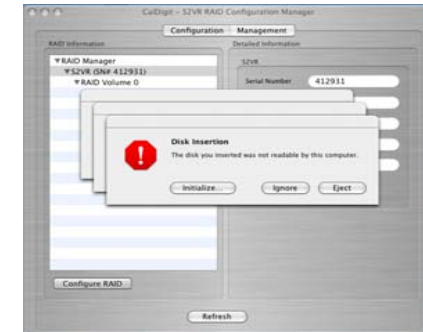 CalDigit – S2VR RAID Configuration Manager
Configuration Management
RAID Information
Detailed Information
RAID Manager
S2VR (SN# 412931)
RAID Volume 0
S2VR
Serial Number 412931
Disk Insertion
The disk you inserted was not readable by this computer.
Initialize... Ignore Eject
Configure RAID
Refresh